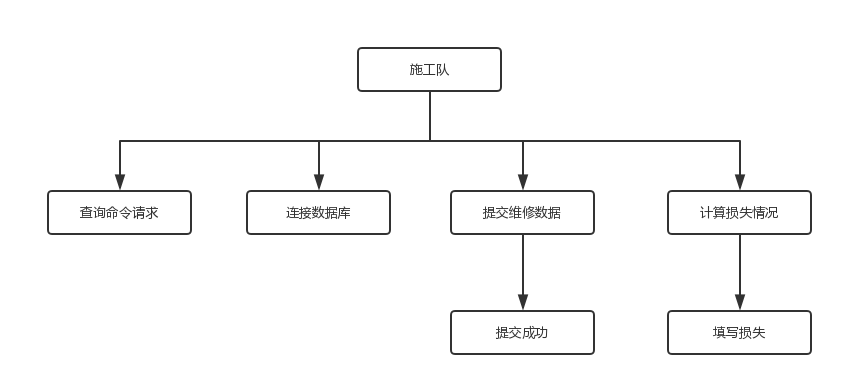 施工队
查询命令请求
连接数据库
提交维修数据
计算损失情况
提交成功
填写损失